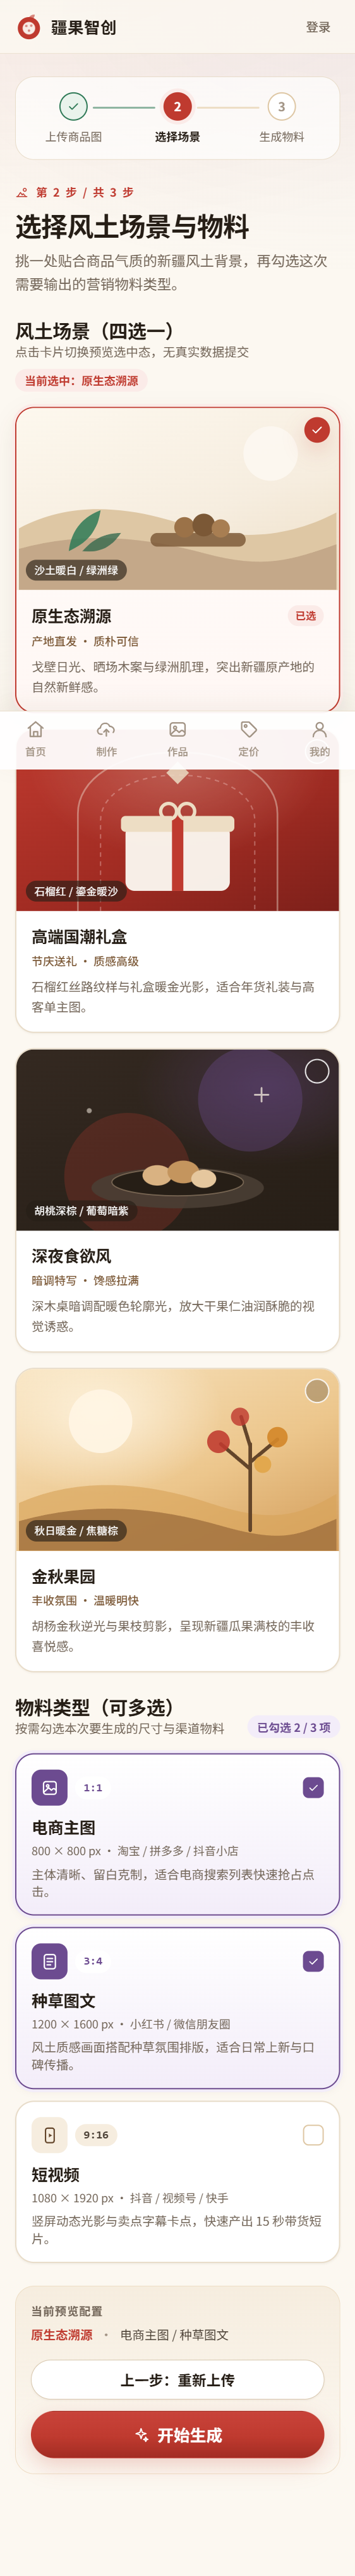 疆果智创
登录
2
3
上传商品图
选择场景
生成物料
第 2 步 / 共 3 步
选择风土场景与物料
挑一处贴合商品气质的新疆风土背景，再勾选这次
需要输出的营销物料类型。
风土场景（四选一）
点击卡片切换预览选中态，无真实数据提交
当前选中：原生态溯源
沙土暖白 / 绿洲绿
原生态溯源
已选
产地直发 · 质朴可信
戈壁日光、晒场木案与绿洲肌理，突出新疆原产地的
自然新鲜感。
首页
制作
作品
定价
我的
石榴红 / 鎏金暖沙
高端国潮礼盒
节庆送礼 · 质感高级
石榴红丝路纹样与礼盒暖金光影，适合年货礼装与高
客单主图。
胡桃深棕 / 葡萄暗紫
深夜食欲风
暗调特写 · 馋感拉满
深木桌暗调配暖色轮廓光，放大干果仁油润酥脆的视
觉诱惑。
秋日暖金 / 焦糖棕
金秋果园
丰收氛围 · 温暖明快
胡杨金秋逆光与果枝剪影，呈现新疆瓜果满枝的丰收
喜悦感。
物料类型（可多选）
按需勾选本次要生成的尺寸与渠道物料
已勾选 2 / 3 项
1:1
电商主图
800 × 800 px · 淘宝 / 拼多多 / 抖音小店
主体清晰、留白克制，适合电商搜索列表快速抢占点
击。
3:4
种草图文
1200 × 1600 px · 小红书 / 微信朋友圈
风土质感画面搭配种草氛围排版，适合日常上新与口
碑传播。
9:16
短视频
1080 × 1920 px · 抖音 / 视频号 / 快手
竖屏动态光影与卖点字幕卡点，快速产出 15 秒带货短
片。
当前预览配置
原生态溯源 · 电商主图 / 种草图文
上一步：重新上传
开始生成